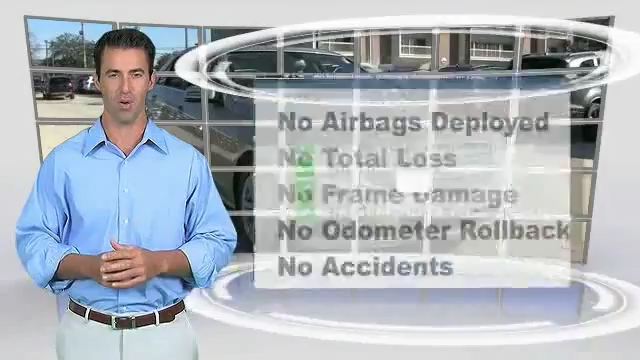 No Airbags Deployed
No Total Loss
No Frame Damage
No Odometer Rollback
No Accidents